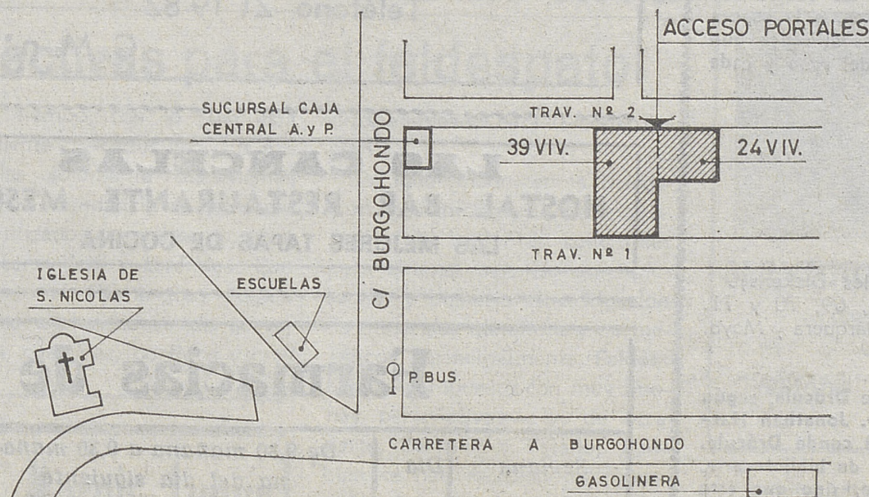 ACCESO PORTALES
SUCURSAL CAJA
CENTRAL A. y P.
TRAV. Nº 2
39 VIV.
24 VIV.
C/ BURGOHONDO
TRAV. Nº 1
IGLESIA DE
S. NICOLAS
ESCUELAS
P. BUS
CARRETERA A BURGOHONDO
GASOLINERA